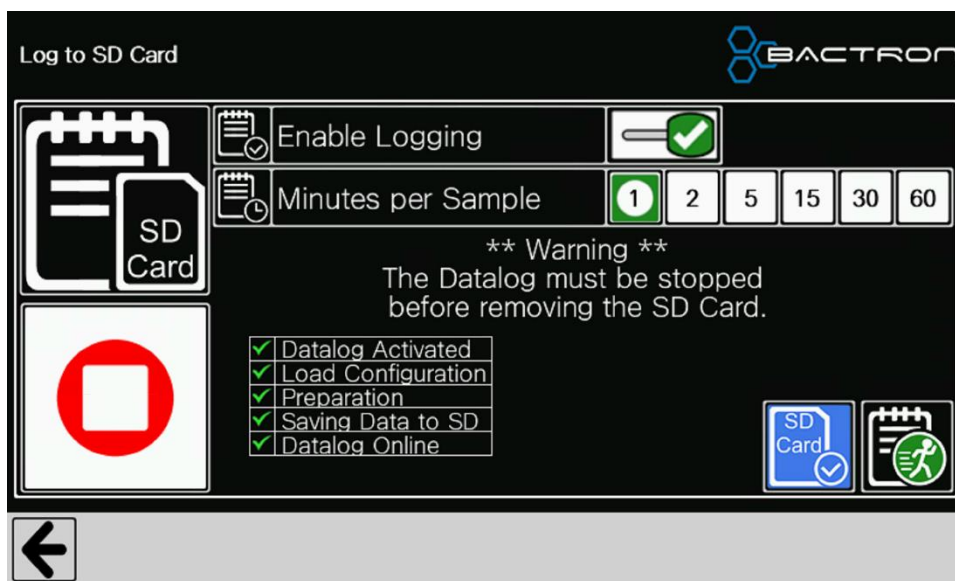 Log to SD Card
BACTRON
SD
Card
Enable Logging
Minutes per Sample
1 2 5 15 30 60
** Warning **
The Datalog must be stopped
before removing the SD Card.
Datalog Activated
Load Configuration
Preparation
Saving Data to SD
Datalog Online
SD
Card